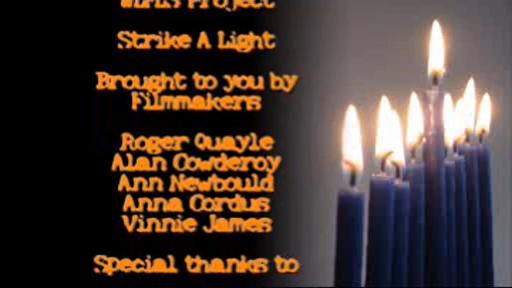 Project
Strike A Light
Brought to you by
Filmmakers
Roger Quayle
Alan Cowderoy
Ann Newbould
Anna Cordus
Vinnie James
Special thanks to